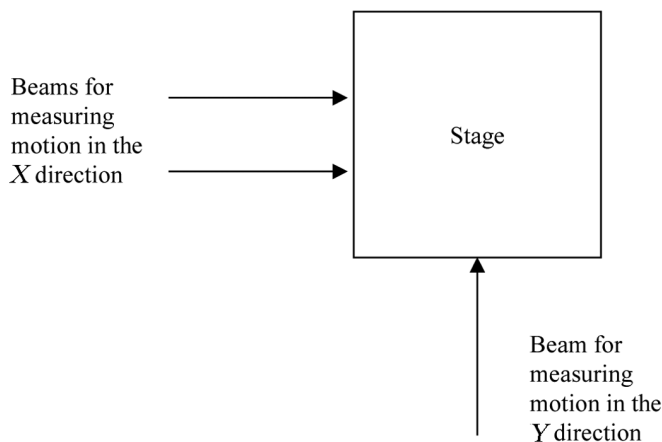 Beams for
measuring
motion in the
X direction
Stage
Beam for
measuring
motion in the
Y direction